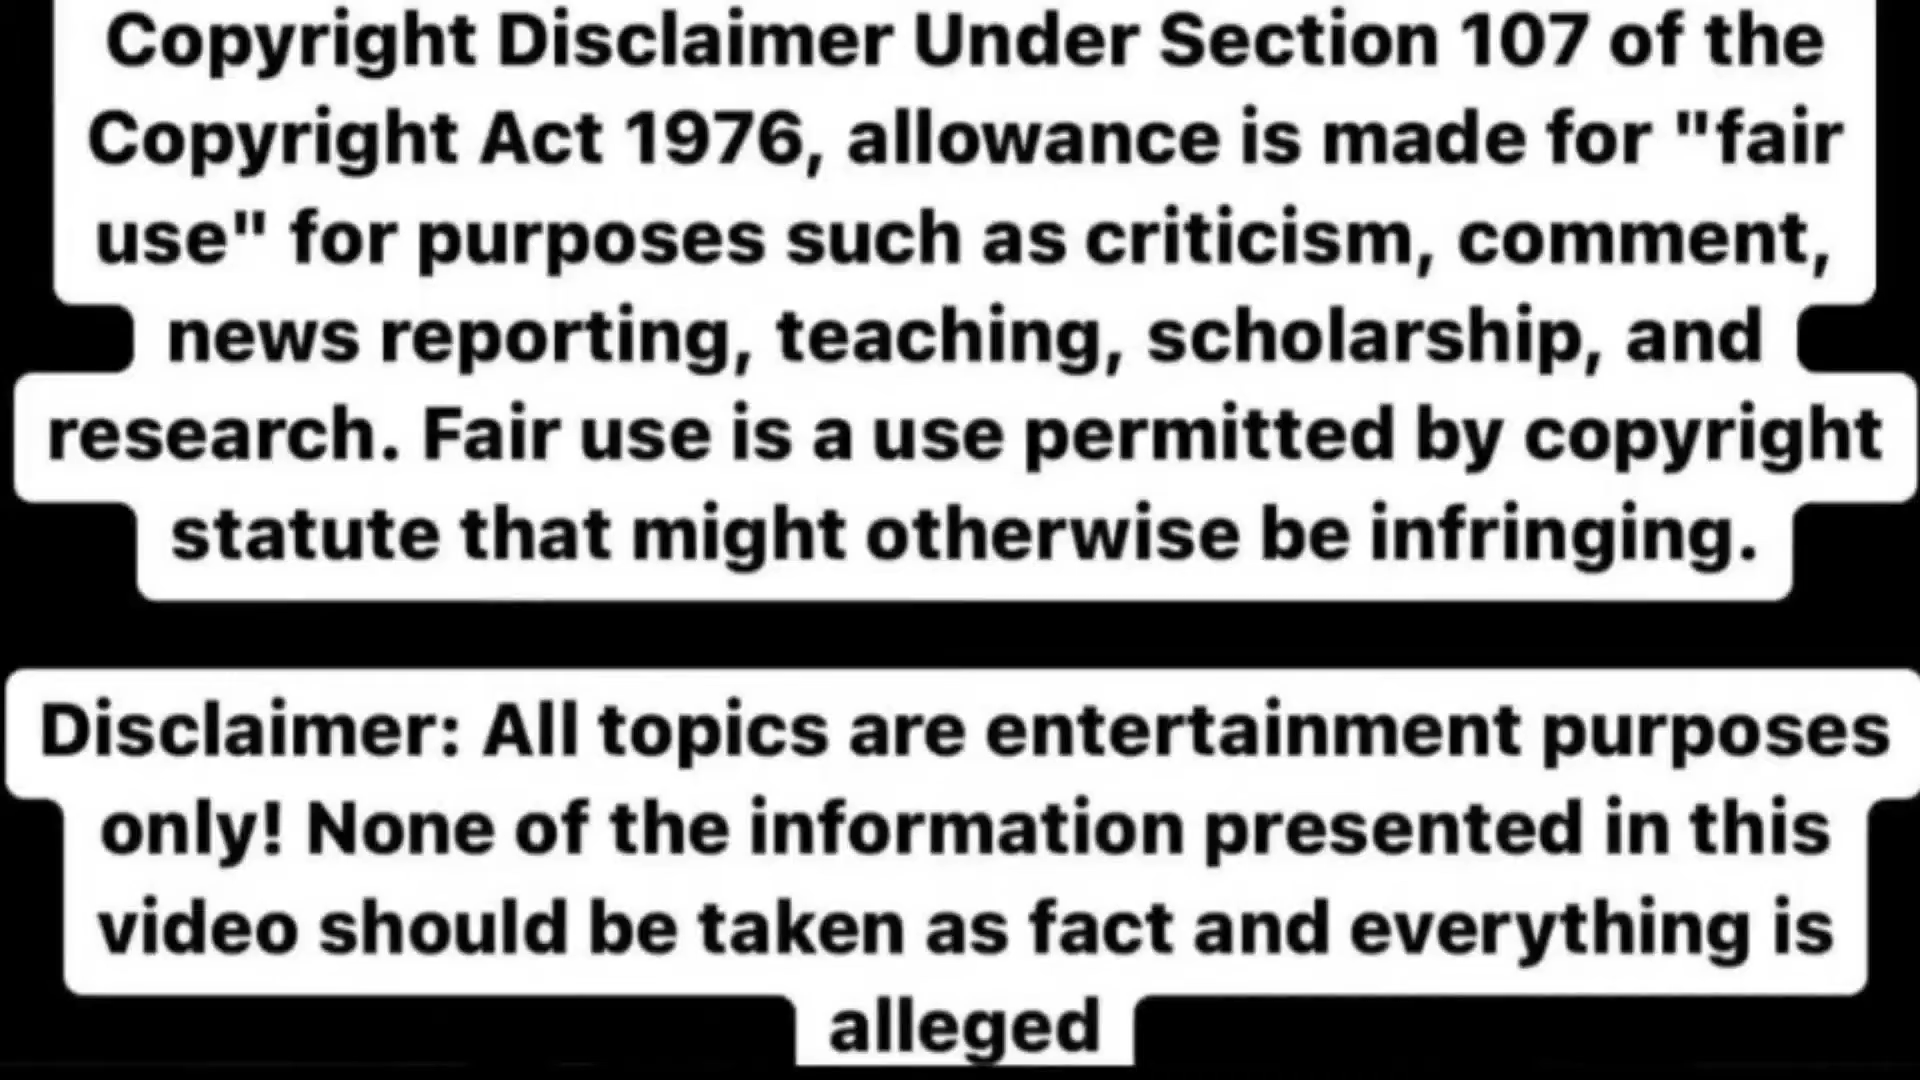 Copyright Disclaimer Under Section 107 of the
Copyright Act 1976, allowance is made for "fair
use" for purposes such as criticism, comment,
news reporting, teaching, scholarship, and
research. Fair use is a use permitted by copyright
statute that might otherwise be infringing.
Disclaimer: All topics are entertainment purposes
only! None of the information presented in this
video should be taken as fact and everything is
alleged